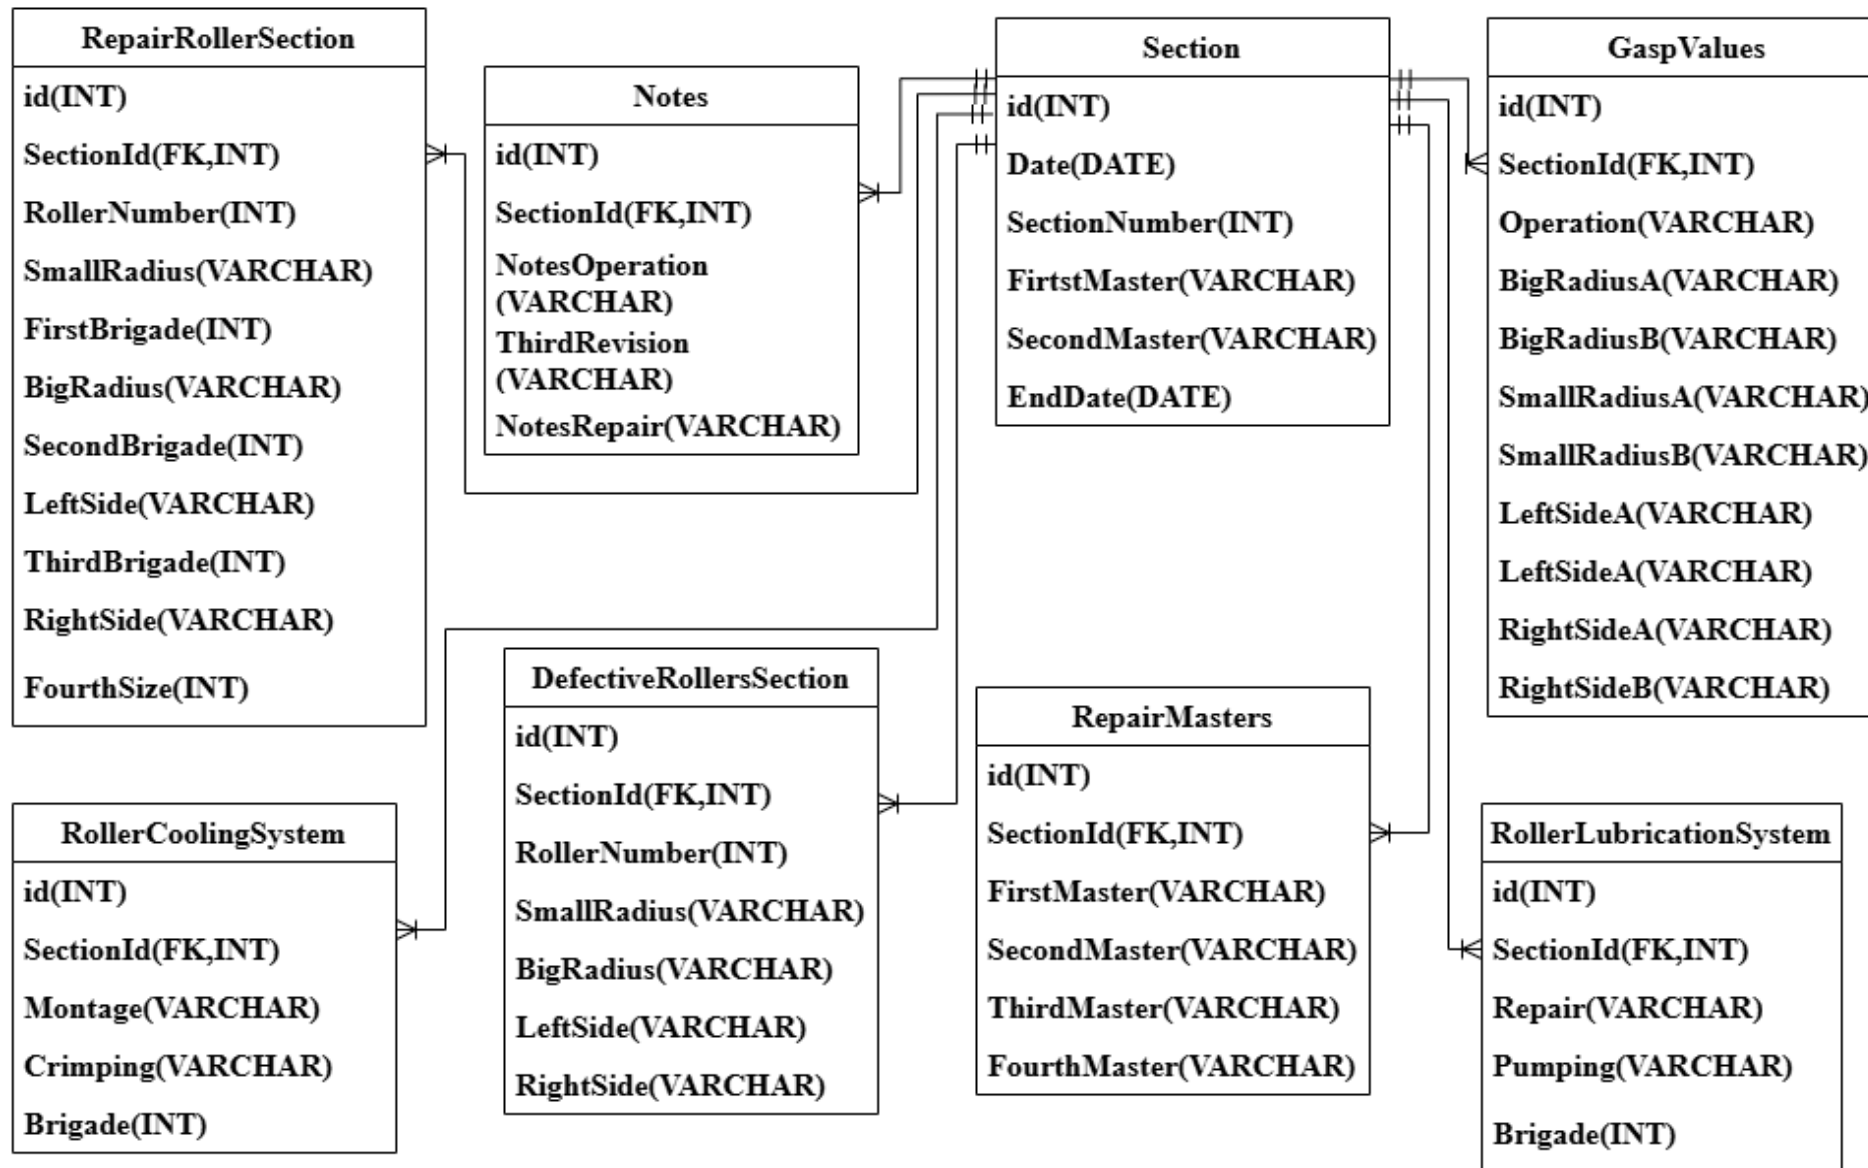 RepairRollerSection
id(INT)
SectionId(FK,INT)
RollerNumber(INT)
SmallRadius(VARCHAR)
FirstBrigade(INT)
BigRadius(VARCHAR)
SecondBrigade(INT)
LeftSide(VARCHAR)
ThirdBrigade(INT)
RightSide(VARCHAR)
FourthSize(INT)
Notes
id(INT)
SectionId(FK,INT)
NotesOperation
(VARCHAR)
ThirdRevision
(VARCHAR)
NotesRepair(VARCHAR)
Section
id(INT)
Date(DATE)
SectionNumber(INT)
FirtstMaster(VARCHAR)
SecondMaster(VARCHAR)
EndDate(DATE)
GaspValues
id(INT)
SectionId(FK,INT)
Operation(VARCHAR)
BigRadiusA(VARCHAR)
BigRadiusB(VARCHAR)
SmallRadiusA(VARCHAR)
SmallRadiusB(VARCHAR)
LeftSideA(VARCHAR)
LeftSideA(VARCHAR)
RightSideA(VARCHAR)
RightSideB(VARCHAR)
RollerCoolingSystem
id(INT)
SectionId(FK,INT)
Montage(VARCHAR)
Crimping(VARCHAR)
Brigade(INT)
DefectiveRollersSection
id(INT)
SectionId(FK,INT)
RollerNumber(INT)
SmallRadius(VARCHAR)
BigRadius(VARCHAR)
LeftSide(VARCHAR)
RightSide(VARCHAR)
RepairMasters
id(INT)
SectionId(FK,INT)
FirstMaster(VARCHAR)
SecondMaster(VARCHAR)
ThirdMaster(VARCHAR)
FourthMaster(VARCHAR)
RollerLubricationSystem
id(INT)
SectionId(FK,INT)
Repair(VARCHAR)
Pumping(VARCHAR)
Brigade(INT)